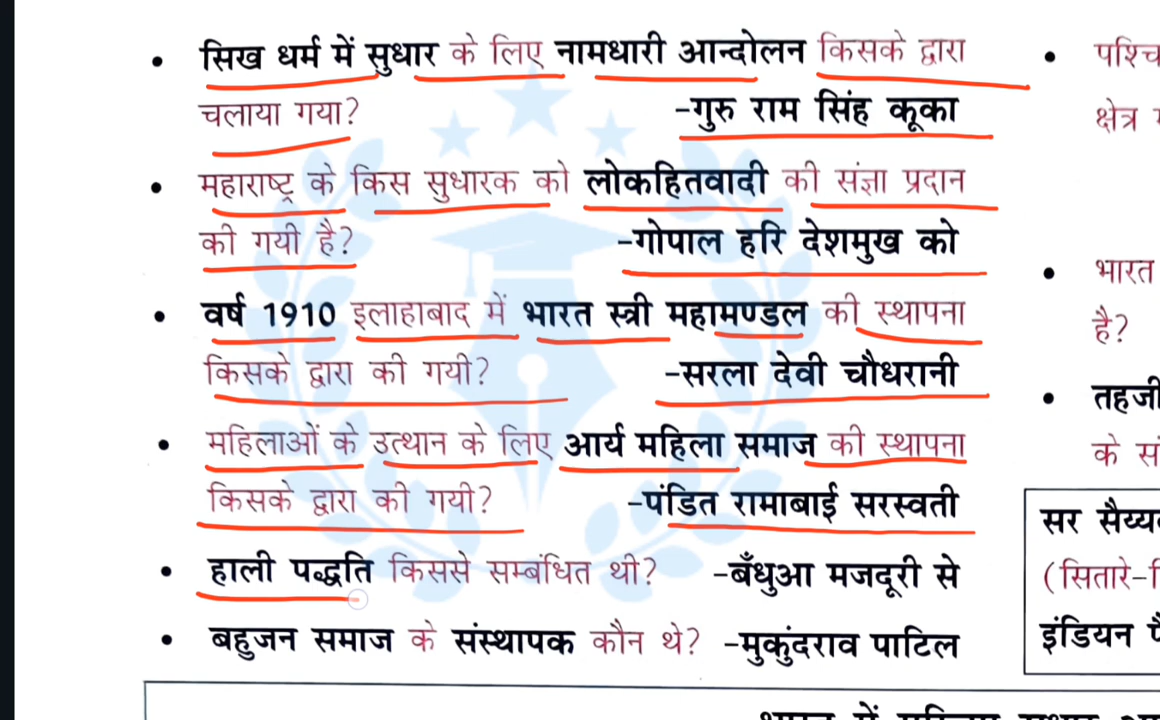 • सिख धर्म में सुधार के लिए नामधारी आन्दोलन किसके द्वारा
चलाया गया? -गुरु राम सिंह कूका
• महाराष्ट्र के किस सुधारक को लोकहितवादी की संज्ञा प्रदान
की गयी है? -गोपाल हरि देशमुख को
• वर्ष 1910 इलाहाबाद में भारत स्त्री महामण्डल की स्थापना
किसके द्वारा की गयी? -सरला देवी चौधरानी
• महिलाओं के उत्थान के लिए आर्य महिला समाज की स्थापना
किसके द्वारा की गयी? -पंडित रामाबाई सरस्वती
• हाली पद्धति किससे सम्बंधित थी? -बँधुआ मजदूरी से
• बहुजन समाज के संस्थापक कौन थे? -मुकुंदराव पाटिल
•
क्षेत्र
• भारत
है?
•
के
सर
इंडियन